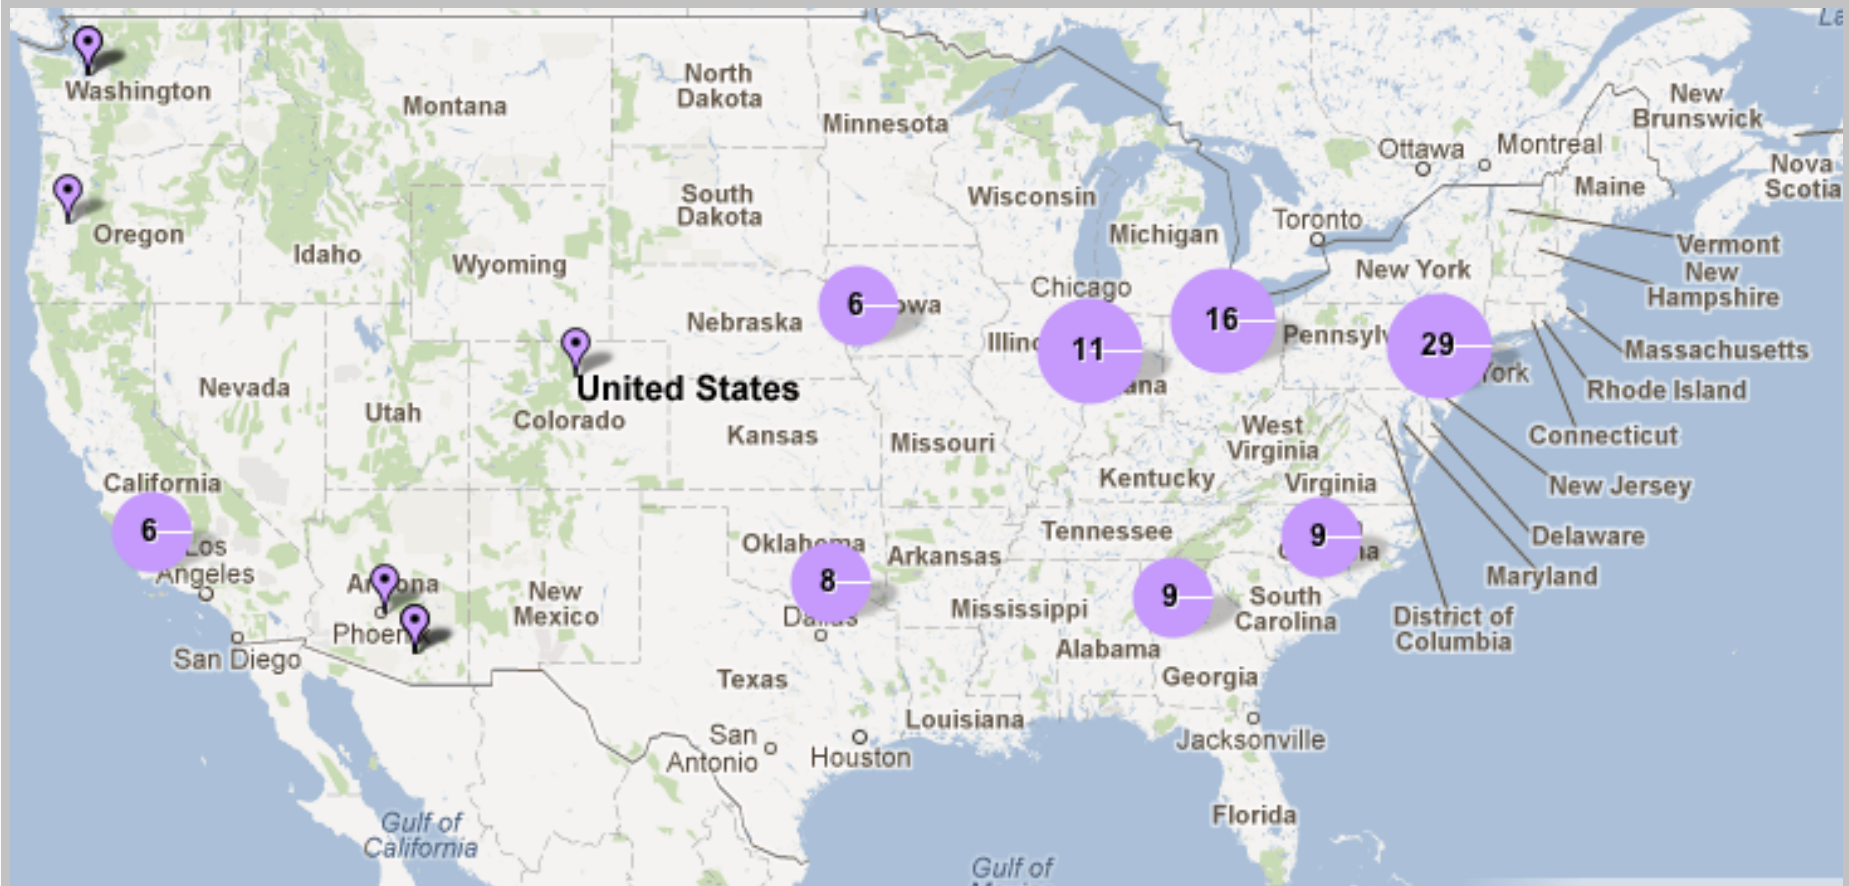 North
Dakota
Washington
Montana
Minnesota
New
Brunswick
Ottawa
Montreal
Nova
Scotia
Maine
South
Dakota
Wisconsin
Oregon
Idaho
Wyoming
Michigan
Toronto
New York
Vermont
New
Hampshire
Chicago
6
Nebraska
16
11
29
Massachusetts
Rhode Island
Nevada
United States
Utah
Colorado
Kansas
Missouri
West
Virginia
Connecticut
California
Kentucky
Virginia
New Jersey
6
Los
Angeles
Tennessee
9
Delaware
Oklahoma
Arkansas
8
Maryland
Arizona
New
Mexico
Mississippi
9
South
Carolina
District of
Columbia
Dallas
Phoenix
San Diego
Alabama
Texas
Georgia
Louisiana
San
Antonio
Houston
Jacksonville
Florida
Gulf of
California
Gulf of